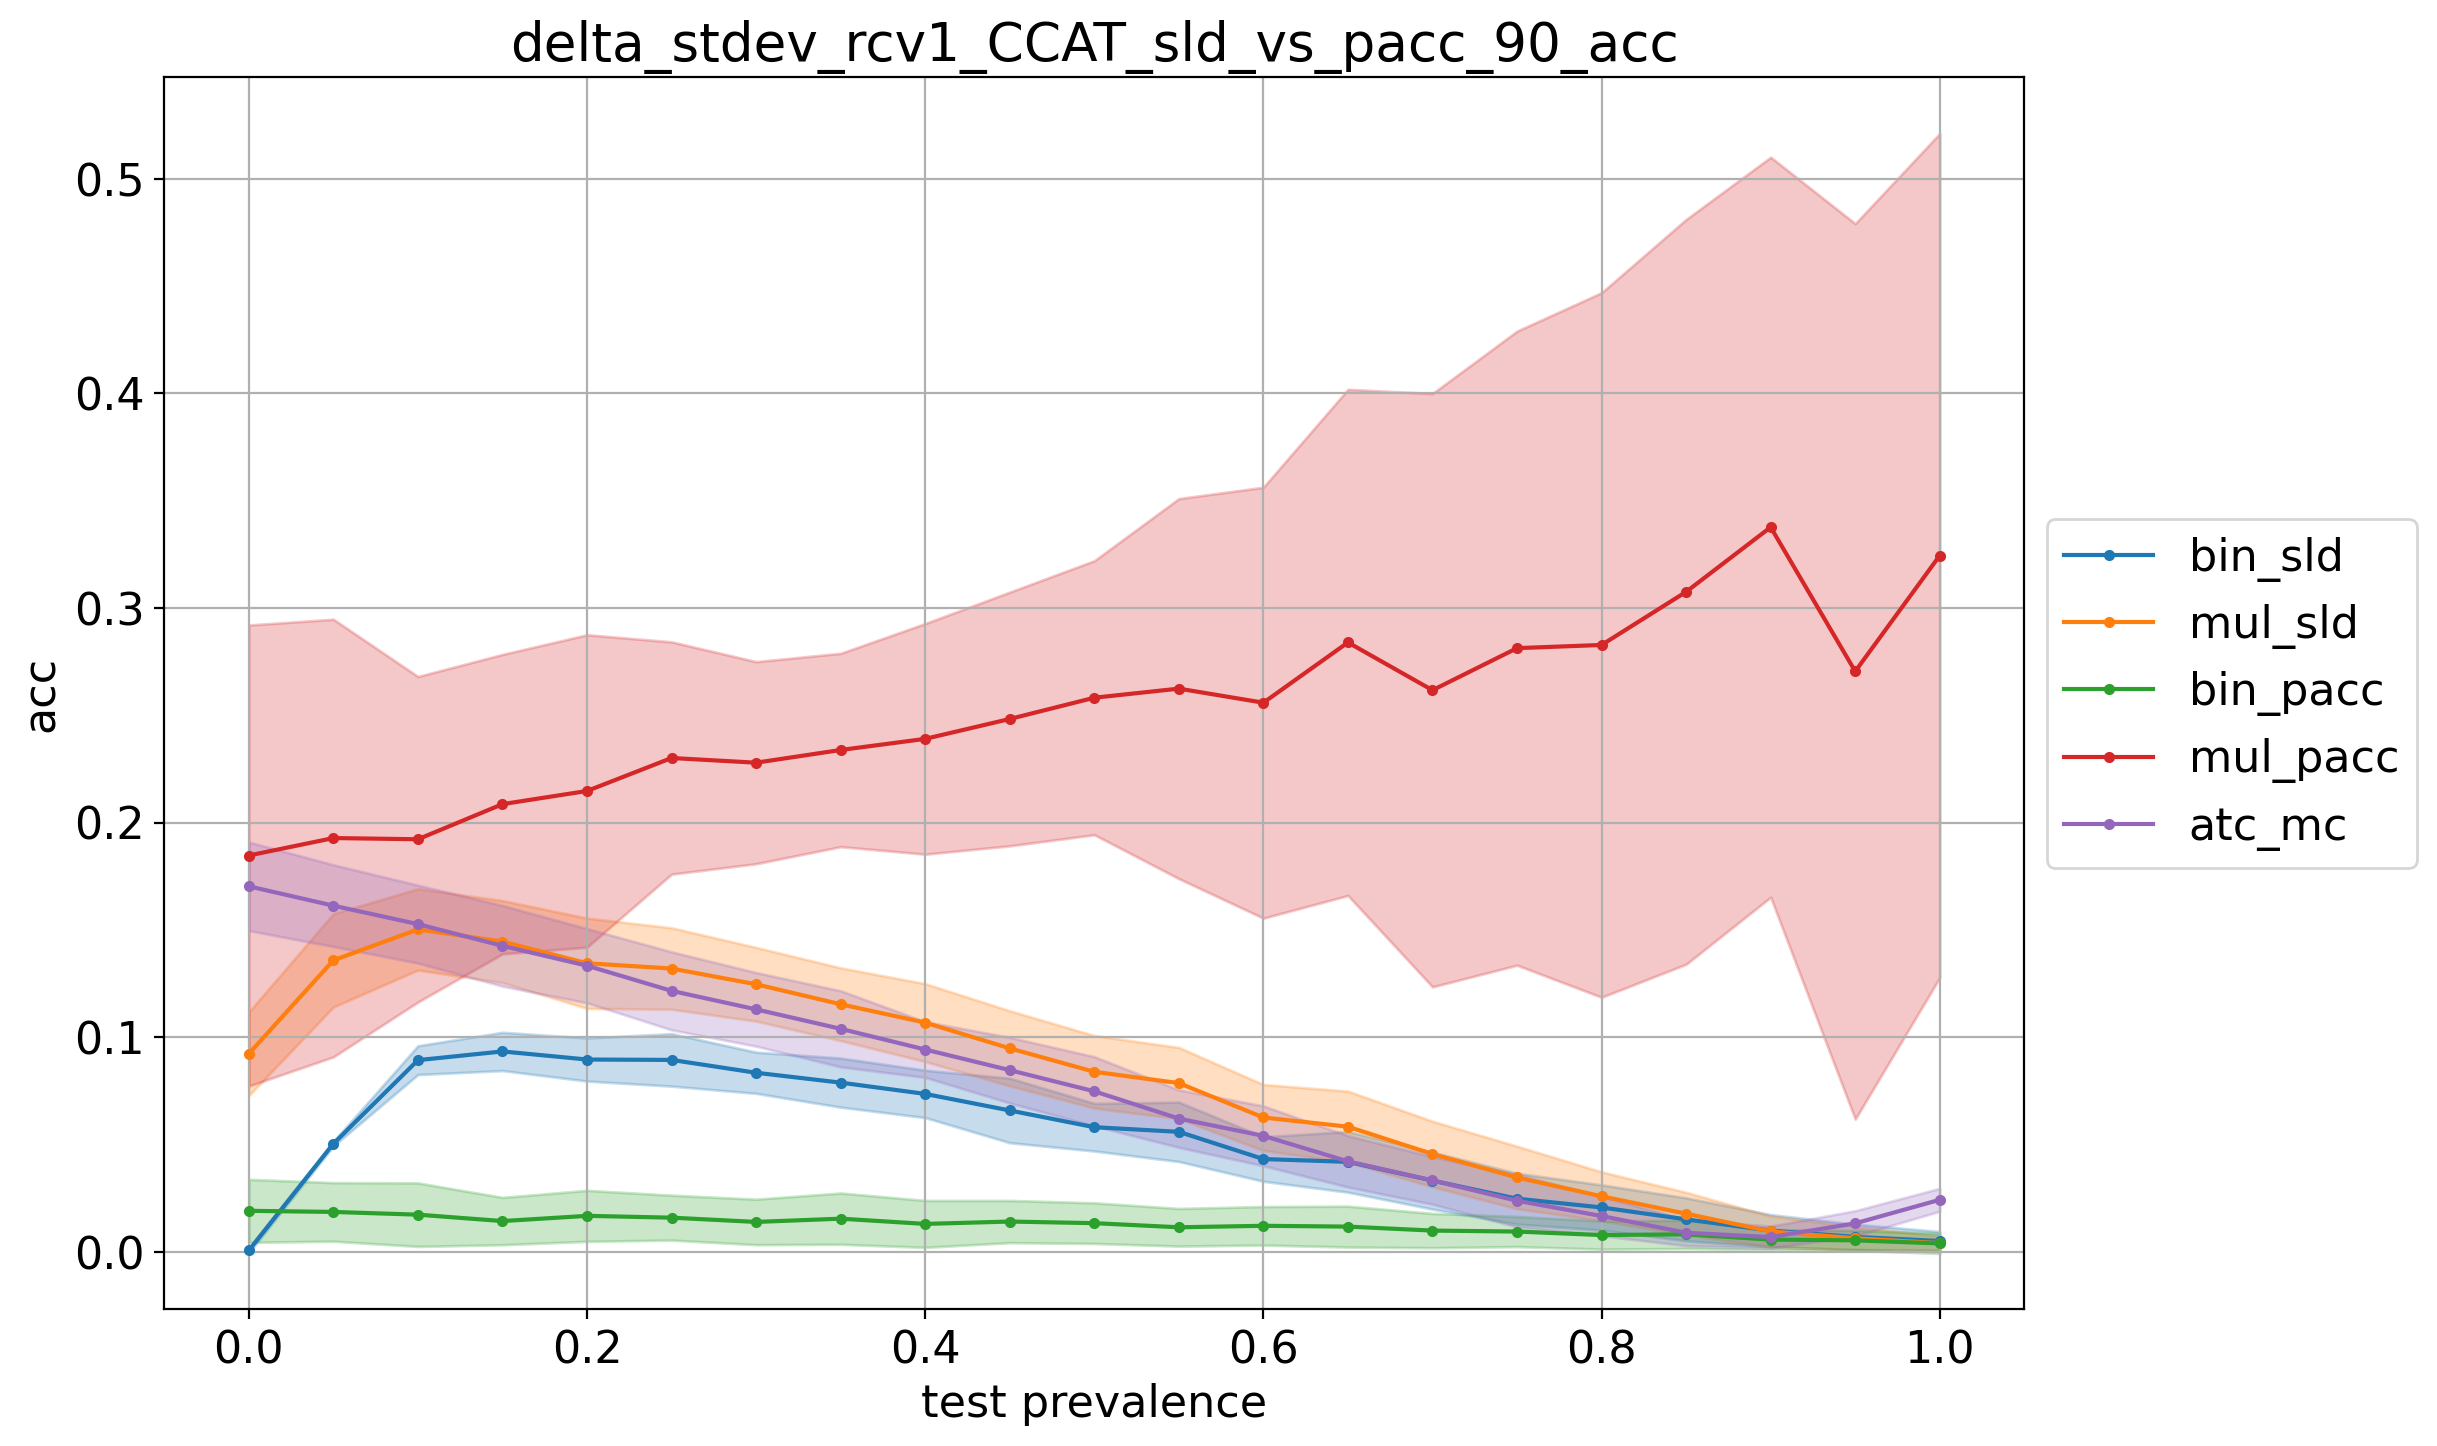 delta_stdev_rcv1_CCAT_sld_vs_pacc_90_acc
0.5
0.4
0.3
0.2
0.1
0.0
acc
0.0 0.2 0.4 0.6 0.8 1.0
test prevalence
bin_sld
mul_sld
bin_pacc
mul_pacc
atc_mc